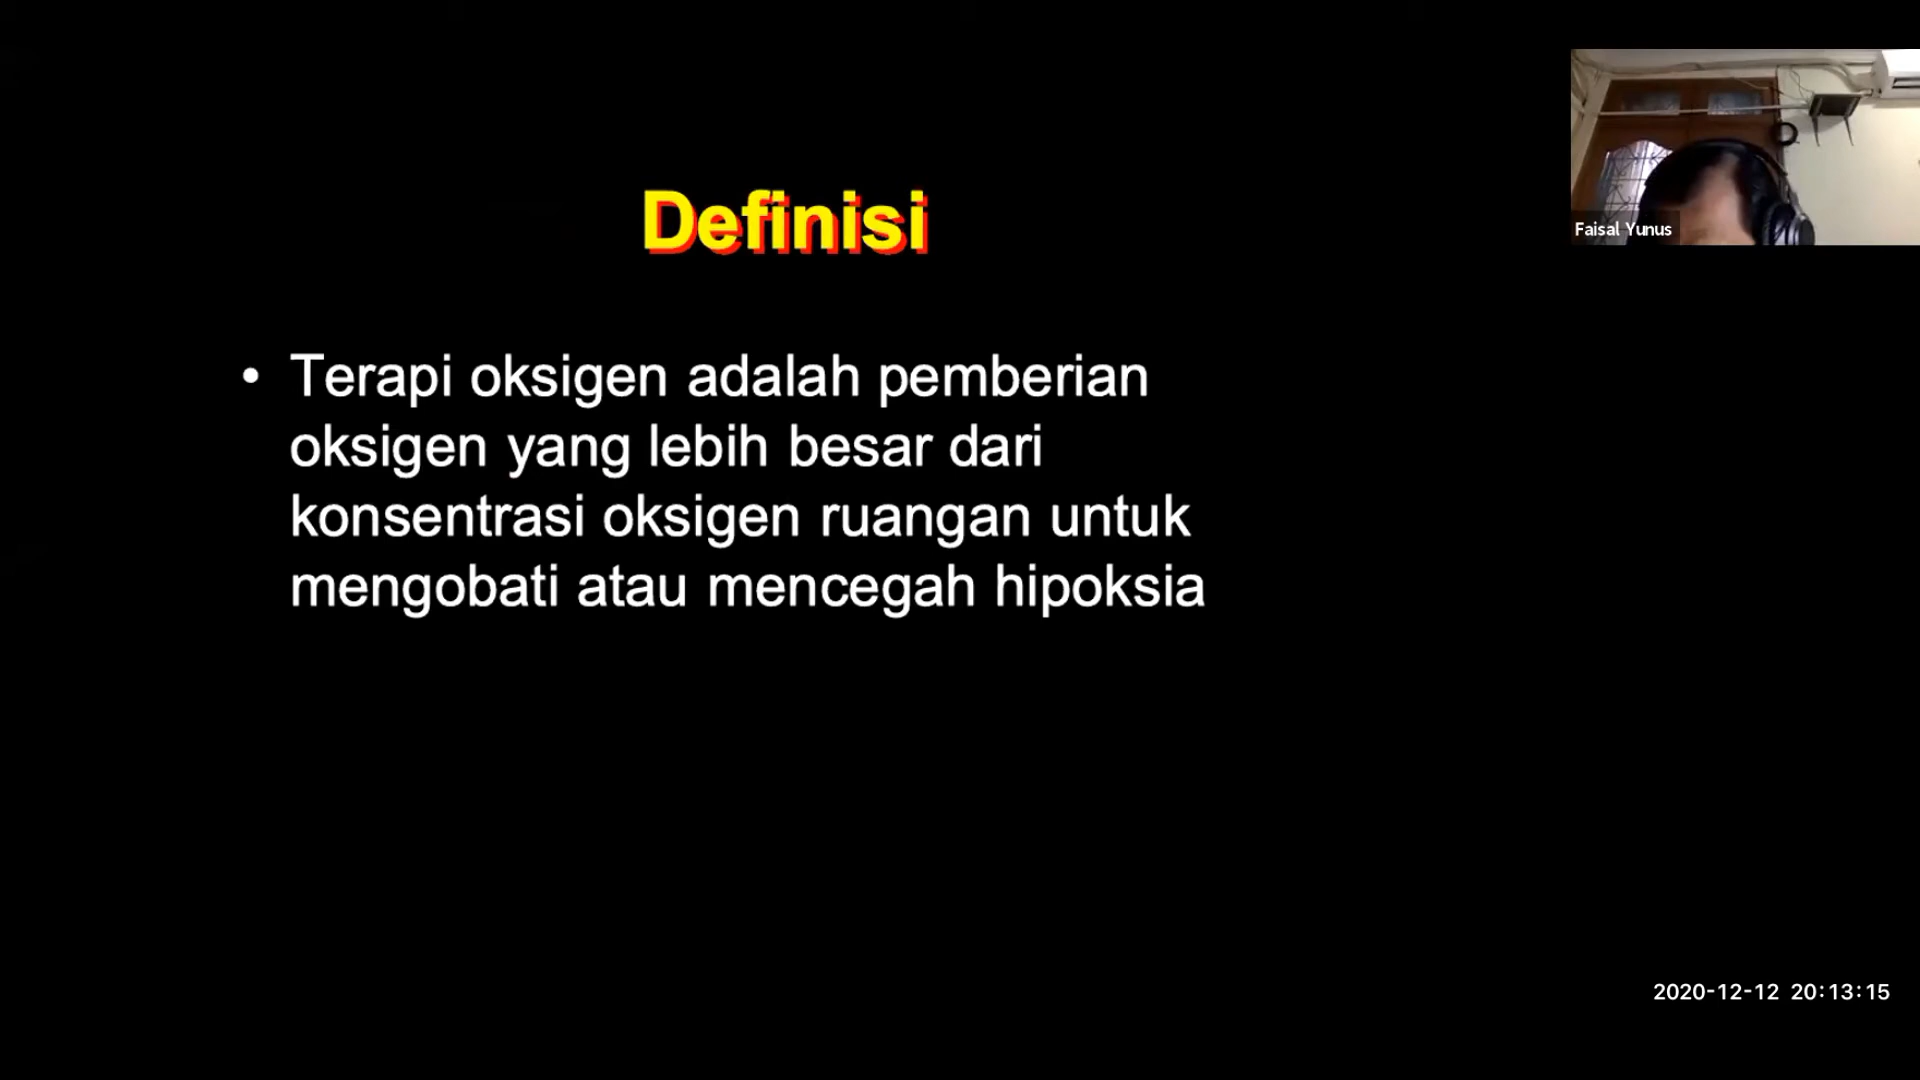 Definisi
Faisal Yunus
• Terapi oksigen adalah pemberian
oksigen yang lebih besar dari
konsentrasi oksigen ruangan untuk
mengobati atau mencegah hipoksia
2020-12-12 20:13:15